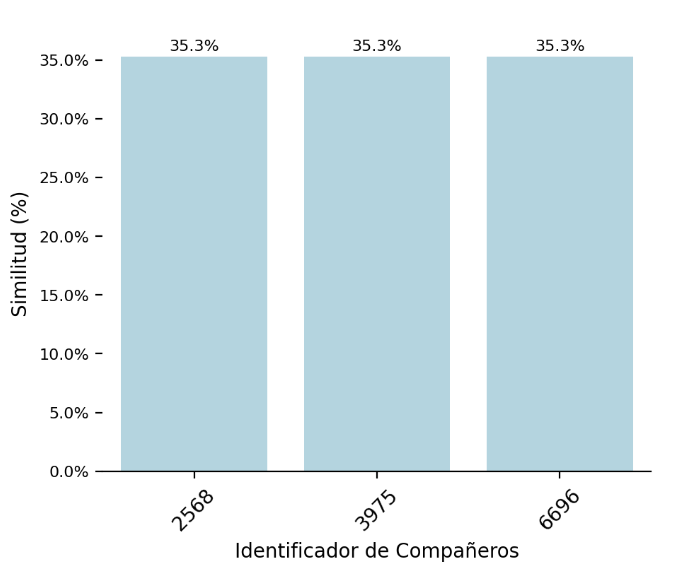 35.3% 35.3% 35.3%
35.0%
30.0%
25.0%
20.0%
15.0%
10.0%
5.0%
0.0%
Similitud (%)
2568 3975 6696
Identificador de Compañeros